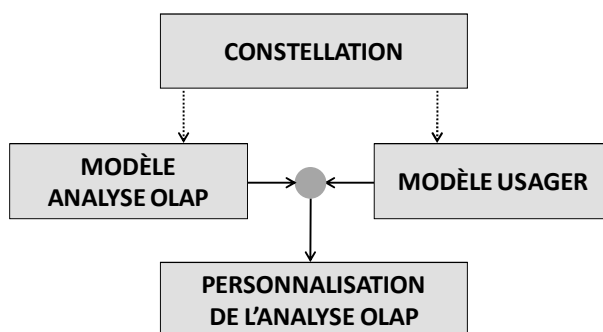 CONSTELLATION
MODÈLE
ANALYSE OLAP
MODÈLE USAGER
PERSONNALISATION
DE L’ANALYSE OLAP